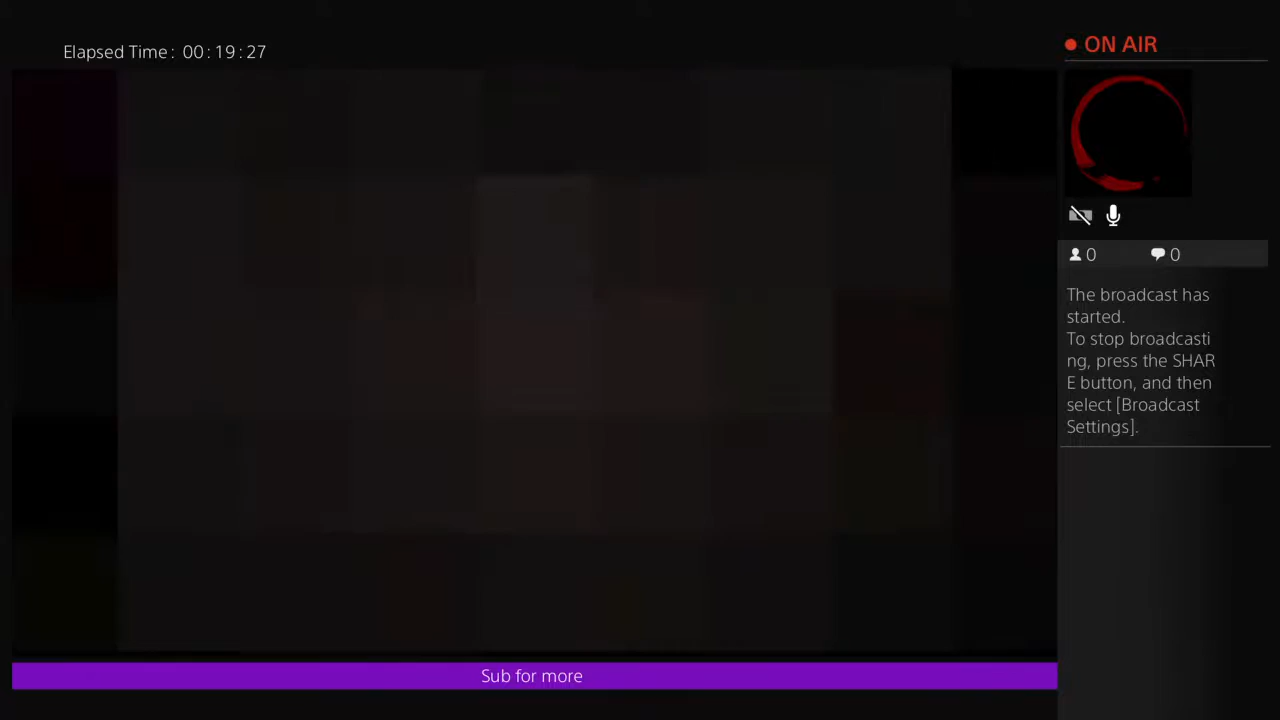 Elapsed Time: 00:19:27
ON AIR
0 0
The broadcast has
started.
To stop broadcasti
ng, press the SHAR
E button, and then
select [Broadcast
Settings].
Sub for more